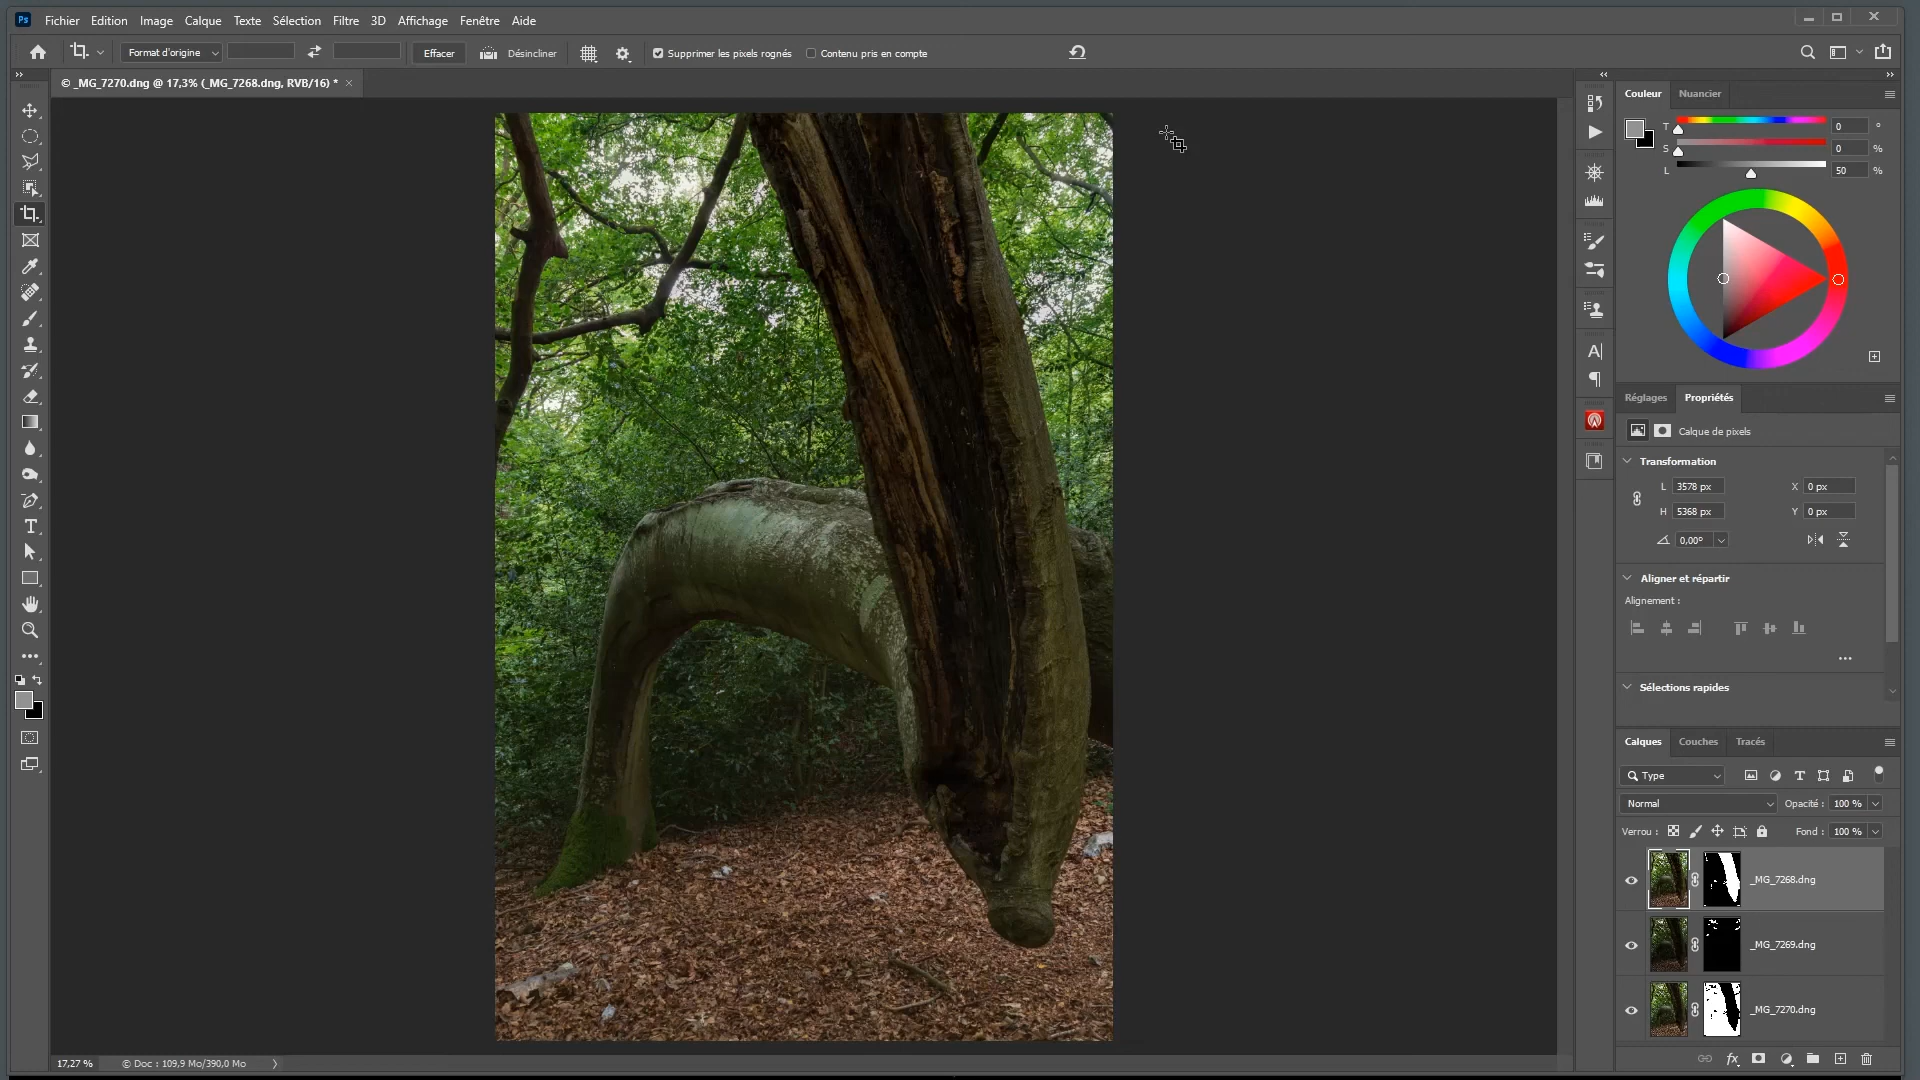 Ps Fichier Edition Image Calque Texte Sélection Filtre 3D Affichage Fenêtre Aide
Format d'origine Effacer Désincliner Supprimer les pixels rognés Contenu pris en compte
© _MG_7270.dng @ 17,3% (_MG_7268.dng, RVB/16) * ×
Couleur Nuancier
T 0 °
S 0 %
L 50 %
Réglages Propriétés
Calque de pixels
Transformation
L 3578 px X 0 px
H 5368 px Y 0 px
0,00°
Aligner et répartir
Alignement :
Sélections rapides
Calques Couches Tracés
Type
Normal Opacité : 100 %
Verrou : Fond : 100 %
_MG_7268.dng
_MG_7269.dng
_MG_7270.dng
17,27 % © Doc : 109,9 Mo/390,0 Mo